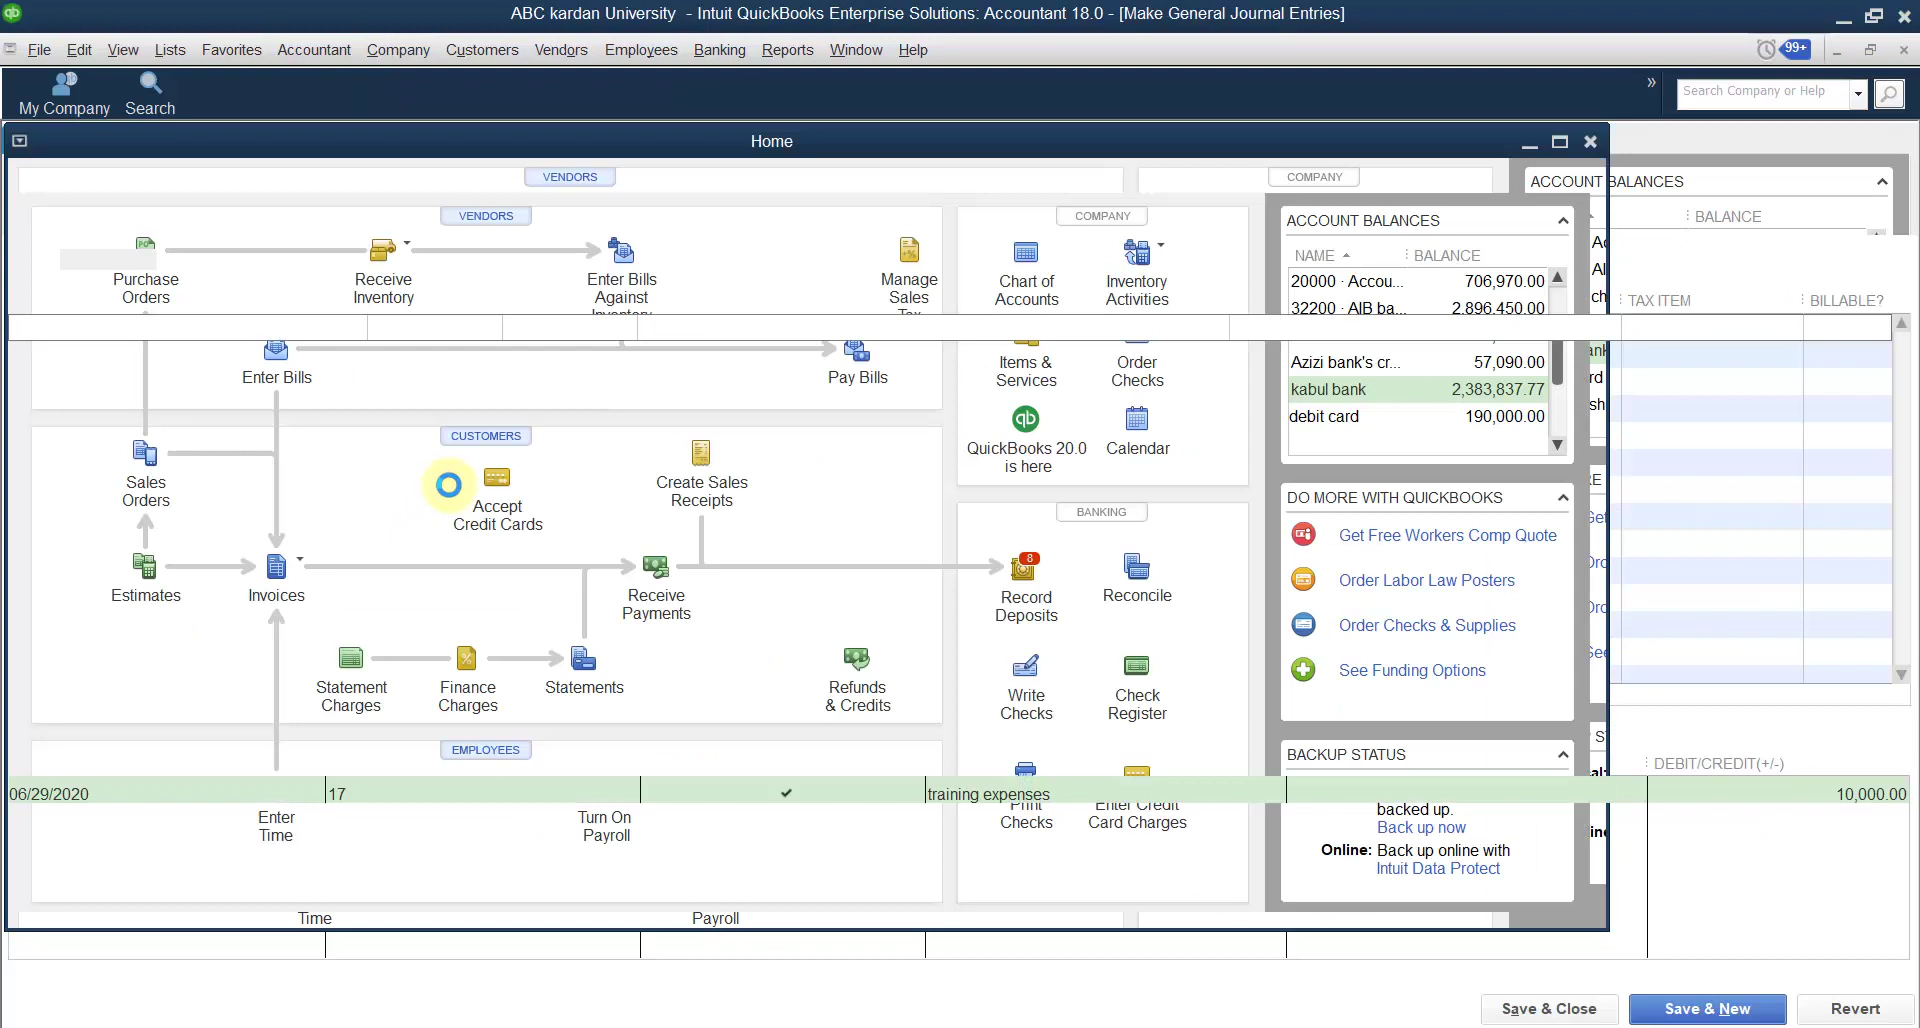 ABC kardan University - Intuit QuickBooks Enterprise Solutions: Accountant 18.0 - [Make General Journal Entries]
File Edit View Lists Favorites Accountant Company Customers Vendors Employees Banking Reports Window Help
99+
My Company Search
Search Company or Help
Home
VENDORS
COMPANY
ACCOUNT BALANCES
BALANCE
VENDORS
Purchase
Orders
Receive
Inventory
Enter Bills
Against
Inventory
Manage
Sales
Tax
Enter Bills
Pay Bills
COMPANY
Chart of
Accounts
Inventory
Activities
Items &
Services
Order
Checks
QuickBooks 20.0
is here
Calendar
ACCOUNT BALANCES
NAME BALANCE
20000 · Accou... 706,970.00
32200 · AIB ba... 2,896,450.00
Azizi bank's cr... 57,090.00
kabul bank 2,383,837.77
debit card 190,000.00
TAX ITEM BILLABLE?
CUSTOMERS
Sales
Orders
Accept
Credit Cards
Create Sales
Receipts
Estimates
Invoices
Receive
Payments
Statement
Charges
Finance
Charges
Statements
Refunds
& Credits
BANKING
8
Record
Deposits
Reconcile
Write
Checks
Check
Register
Print
Checks
Enter Credit
Card Charges
DO MORE WITH QUICKBOOKS
Get Free Workers Comp Quote
Order Labor Law Posters
Order Checks & Supplies
See Funding Options
BACKUP STATUS
backed up.
Back up now
Online: Back up online with
Intuit Data Protect
EMPLOYEES
DEBIT/CREDIT(+/-)
06/29/2020 17 training expenses 10,000.00
Enter
Time
Turn On
Payroll
Time Payroll
Save & Close Save & New Revert